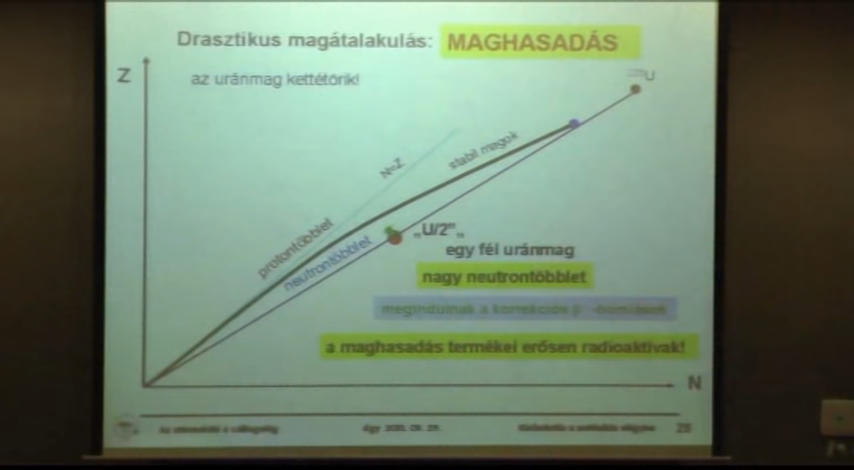 Drasztikus magátalakulás: MAGHASADÁS
Z
az uránmag kettétörik!
U
N=Z
stabil magok
protontöbblet
neutrontöbblet
„U/2”
egy fél uránmag
nagy neutrontöbblet
megindulnak a korrekciós β
a maghasadás termékei erősen radioaktívak!
N
28